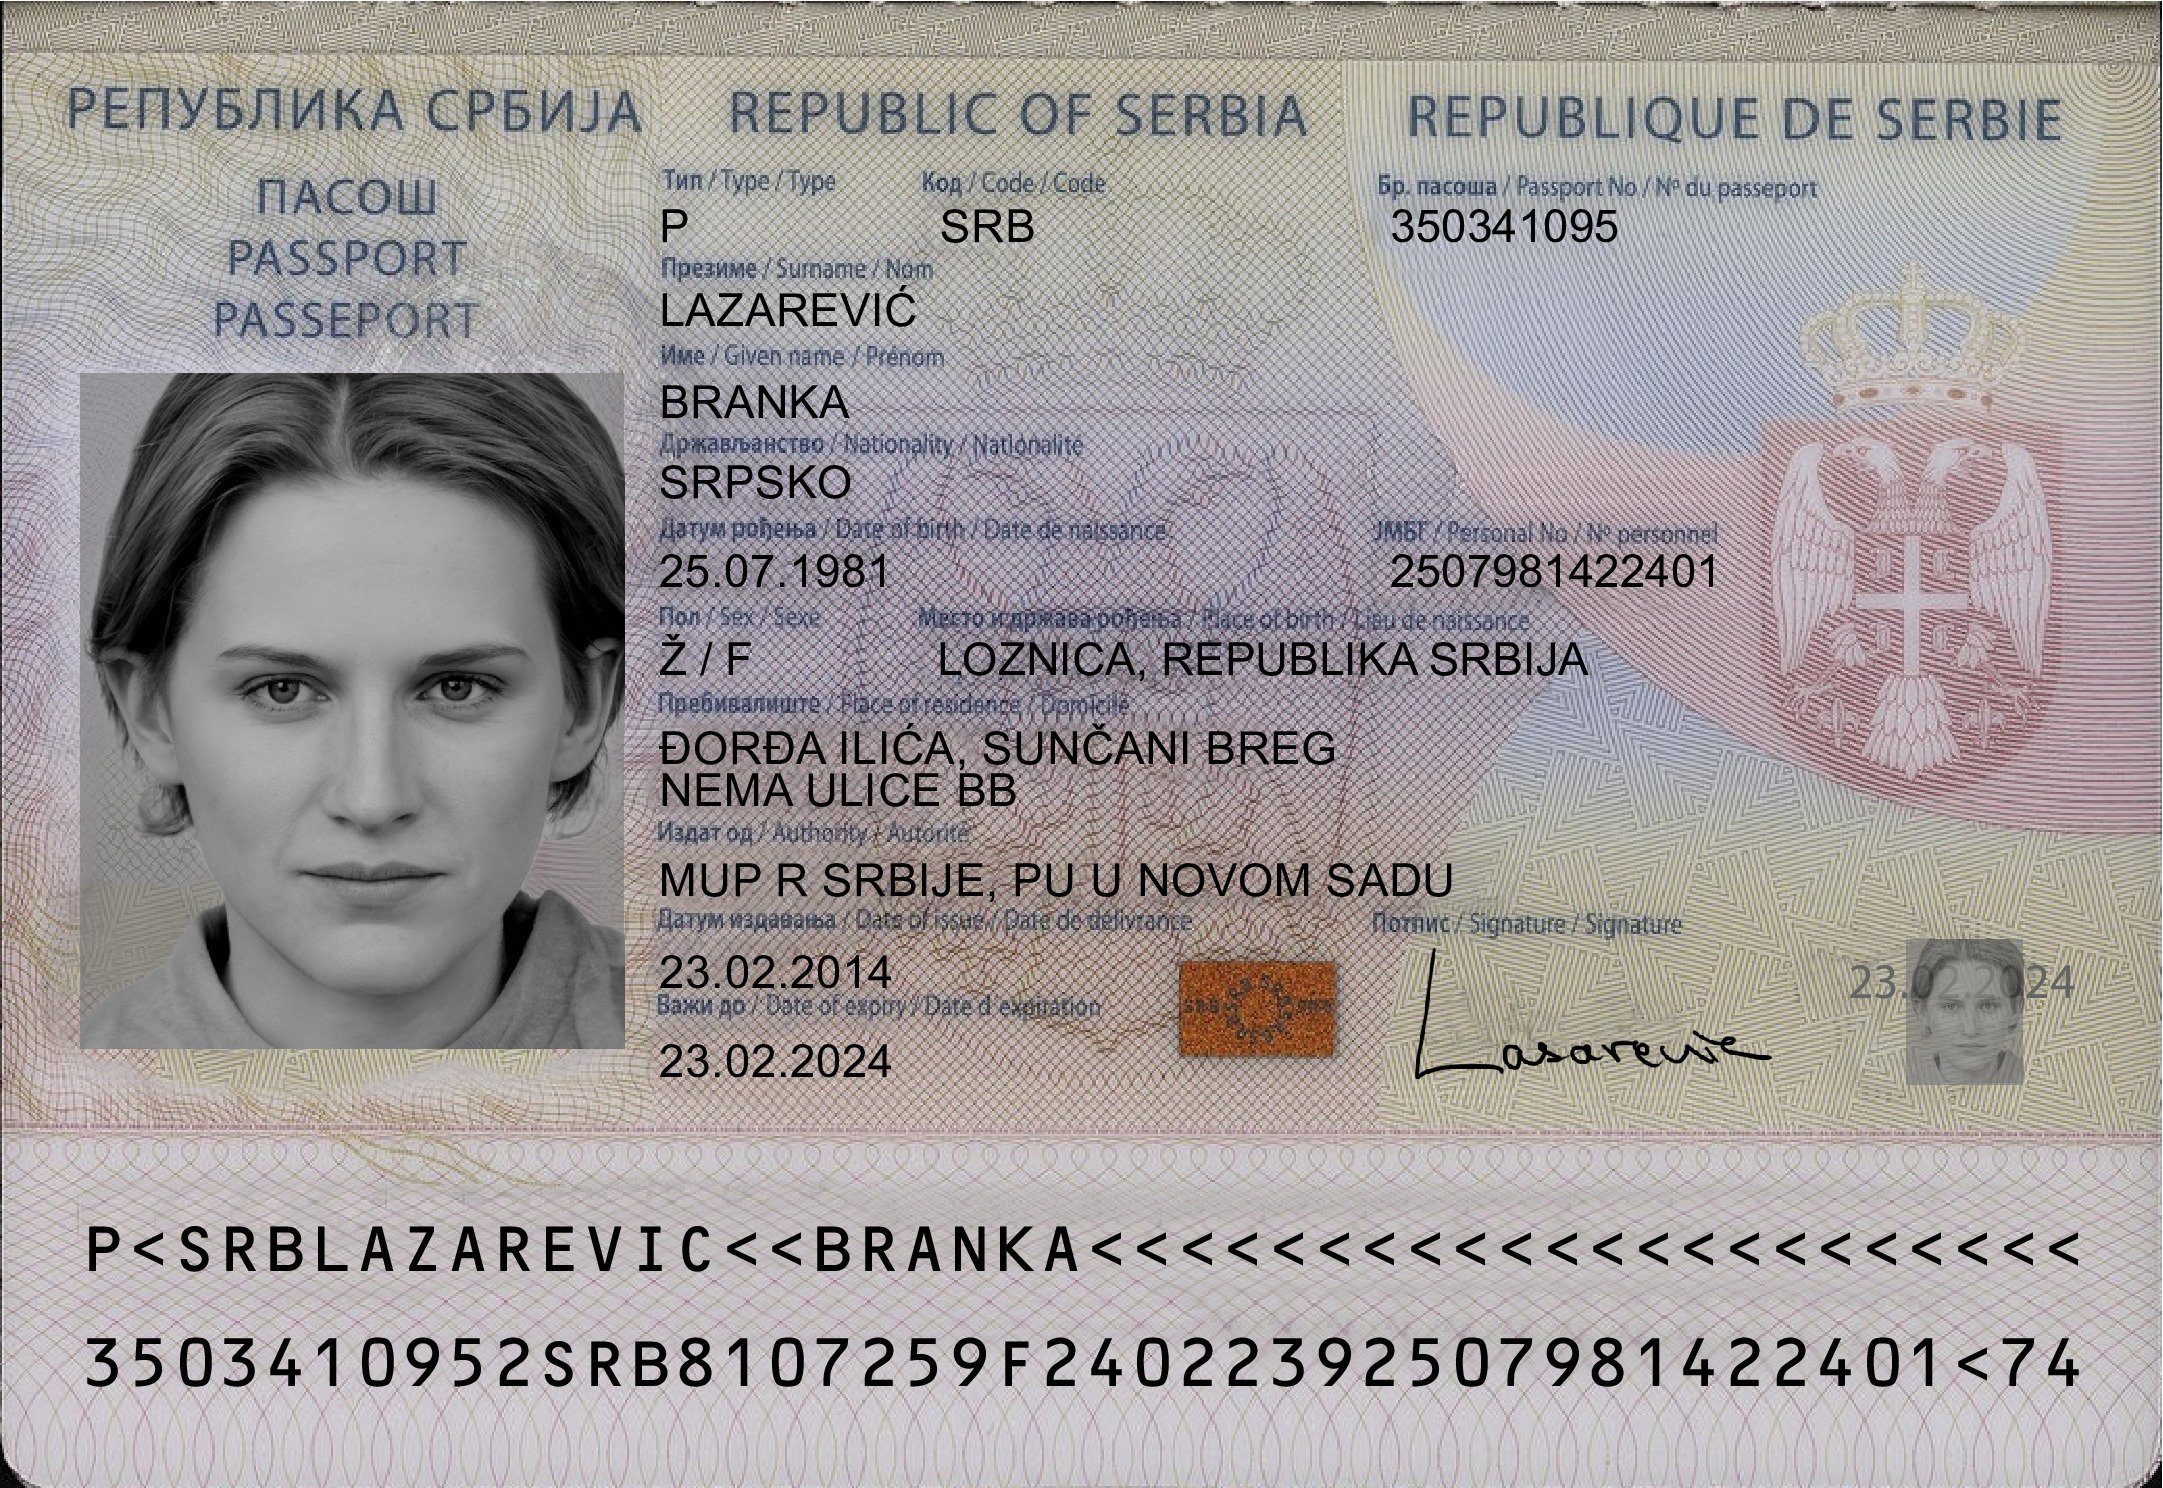 РЕПУБЛИКА СРБИЈА REPUBLIC OF SERBIA REPUBLIQUE DE SERBIE
ПАСОШ
PASSPORT
PASSEPORT
Тип / Type / Type Код / Code / Code Бр. пасоша / Passport No / Nº du passeport
P SRB 350341095
Презиме / Surname / Nom
LAZAREVIĆ
Име / Given name / Prénom
BRANKA
Држављанство / Nationality / Nationalité
SRPSKO
Датум рођења / Date of birth / Date de naissance ЈМБГ / Personal No / Nº personnel
25.07.1981 2507981422401
Пол / Sex / Sexe Место и држава рођења / Place of birth / Lieu de naissance
Ž / F LOZNICA, REPUBLIKA SRBIJA
Пребивалиште / Place of residence / Domicile
ĐORĐA ILIĆA, SUNČANI BREG
NEMA ULICE BB
Издат од / Authority / Autorité
MUP R SRBIJE, PU U NOVOM SADU
Датум издавања / Date of issue / Date de délivrance Потпис / Signature / Signature
23.02.2014
Важи до / Date of expiry / Date d expiration
23.02.2024
Lasarevic
23.02.2024
P<SRBLAZAREVIC<<BRANKA<<<<<<<<<<<<<<<<<<<<<<
3503410952SRB8107259F24022392507981422401<74